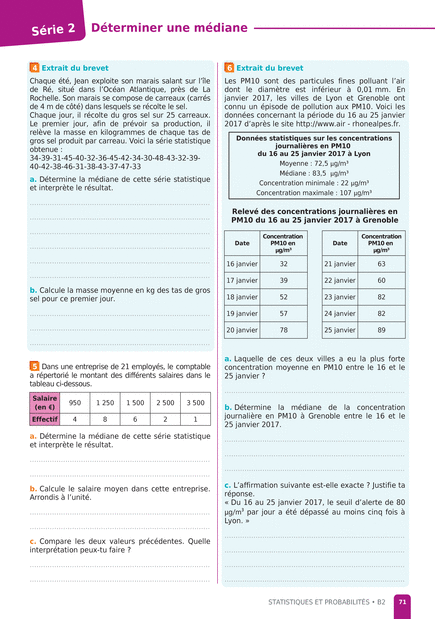 Série 2
Déterminer une médiane
4 Extrait du brevet
Chaque été, Jean exploite son marais salant sur l'île
de Ré, situé dans l'Océan Atlantique, près de La
Rochelle. Son marais se compose de carreaux (carrés
de 4 m de côté) dans lesquels se récolte le sel.
Chaque jour, il récolte du gros sel sur 25 carreaux.
Le premier jour, afin de prévoir sa production, il
relève la masse en kilogrammes de chaque tas de
gros sel produit par carreau. Voici la série statistique
obtenue :
34-39-31-45-40-32-36-45-42-34-30-48-43-32-39-
40-42-38-46-31-38-43-37-47-33
a. Détermine la médiane de cette série statistique
et interprète le résultat.
b. Calcule la masse moyenne en kg des tas de gros
sel pour ce premier jour.
5 Dans une entreprise de 21 employés, le comptable
a répertorié le montant des différents salaires dans le
tableau ci-dessous.
Salaire (en €) 950 1 250 1 500 2 500 3 500
Effectif 4 8 6 2 1
a. Détermine la médiane de cette série statistique
et interprète le résultat.
b. Calcule le salaire moyen dans cette entreprise.
Arrondis à l'unité.
c. Compare les deux valeurs précédentes. Quelle
interprétation peux-tu faire ?
6 Extrait du brevet
Les PM10 sont des particules fines polluant l'air
dont le diamètre est inférieur à 0,01 mm. En
janvier 2017, les villes de Lyon et Grenoble ont
connu un épisode de pollution aux PM10. Voici les
données concernant la période du 16 au 25 janvier
2017 d'après le site http://www.air - rhonealpes.fr.
Données statistiques sur les concentrations
journalières en PM10
du 16 au 25 janvier 2017 à Lyon
Moyenne : 72,5 µg/m³
Médiane : 83,5 µg/m³
Concentration minimale : 22 µg/m³
Concentration maximale : 107 µg/m³
Relevé des concentrations journalières en
PM10 du 16 au 25 janvier 2017 à Grenoble
Date Concentration PM10 en µg/m³
16 janvier 32
17 janvier 39
18 janvier 52
19 janvier 57
20 janvier 78
Date Concentration PM10 en µg/m³
21 janvier 63
22 janvier 60
23 janvier 82
24 janvier 82
25 janvier 89
a. Laquelle de ces deux villes a eu la plus forte
concentration moyenne en PM10 entre le 16 et le
25 janvier ?
b. Détermine la médiane de la concentration
journalière en PM10 à Grenoble entre le 16 et le
25 janvier 2017.
c. L'affirmation suivante est-elle exacte ? Justifie ta
réponse.
« Du 16 au 25 janvier 2017, le seuil d'alerte de 80
µg/m³ par jour a été dépassé au moins cinq fois à
Lyon. »
STATISTIQUES ET PROBABILITÉS • B2 71